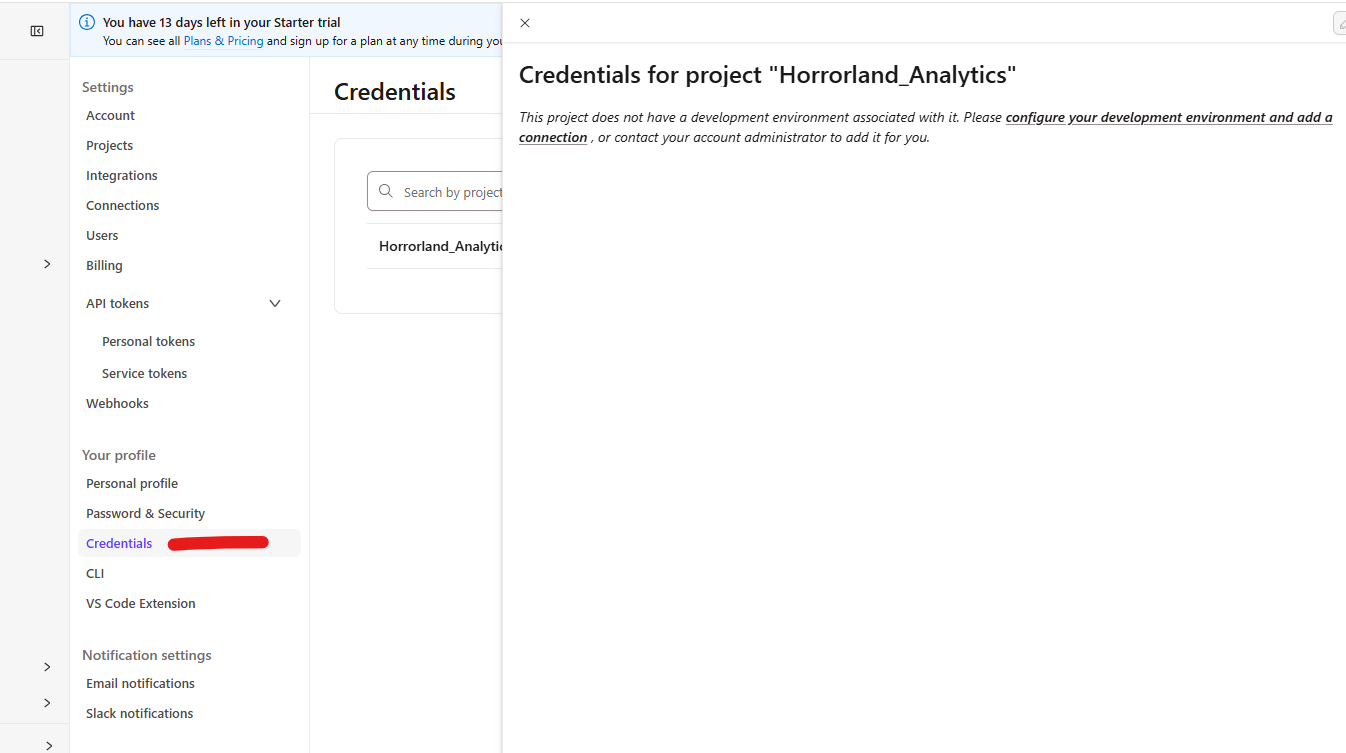 You have 13 days left in your Starter trial
You can see all Plans & Pricing and sign up for a plan at any time during
Settings
Account
Projects
Integrations
Connections
Users
Billing
API tokens
Personal tokens
Service tokens
Webhooks
Your profile
Personal profile
Password & Security
Credentials
CLI
VS Code Extension
Notification settings
Email notifications
Slack notifications
Credentials
Search by project
Horrorland_Analytic
Credentials for project "Horrorland_Analytics"
This project does not have a development environment associated with it. Please configure your development environment and add a
connection , or contact your account administrator to add it for you.